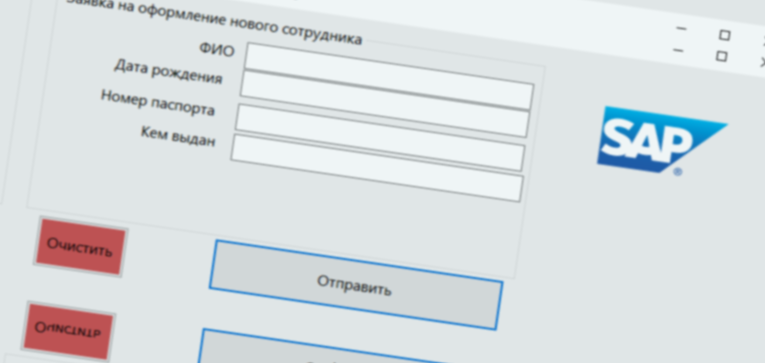 Заявка на оформление нового сотрудника
ФИО
Дата рождения
Номер паспорта
Кем выдан
SAP
®
Очистить
Отправить
Очистить